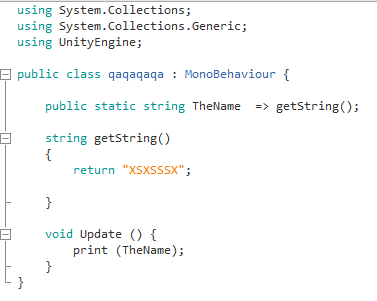 using System.Collections;
using System.Collections.Generic;
using UnityEngine;
public class qaqaqaqa : MonoBehaviour {
public static string TheName  => getString();
string getString()
{
return "XSXSSSX";
}
void Update () {
print (TheName);
}
}